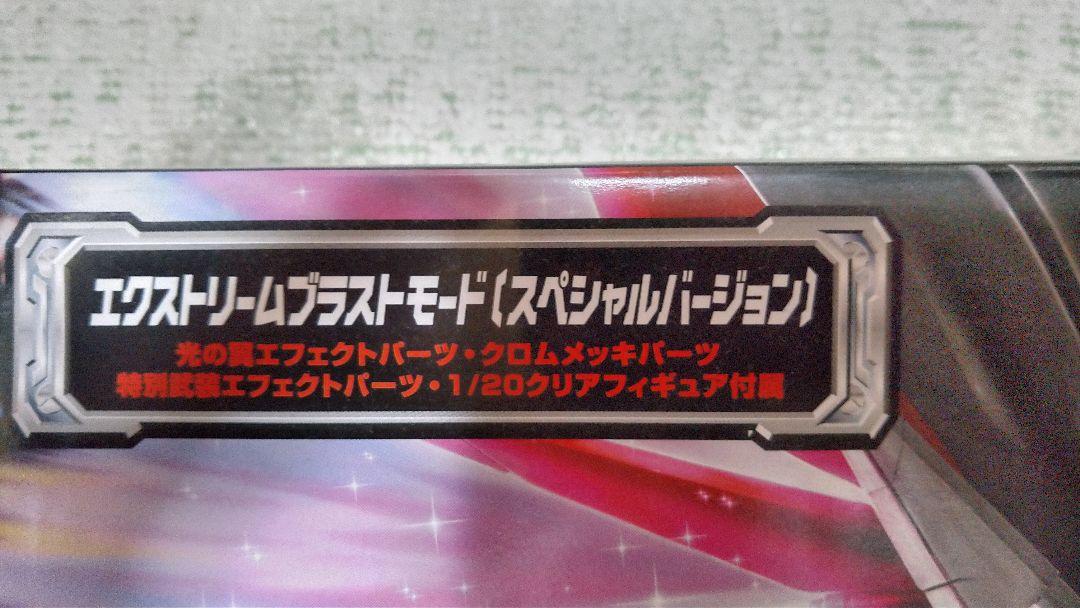 エクストリームブラストモード〔スペシャルバージョン〕
光の翼エフェクトパーツ・クロムメッキパーツ
特別武装エフェクトパーツ・1/20クリアフィギュア付属